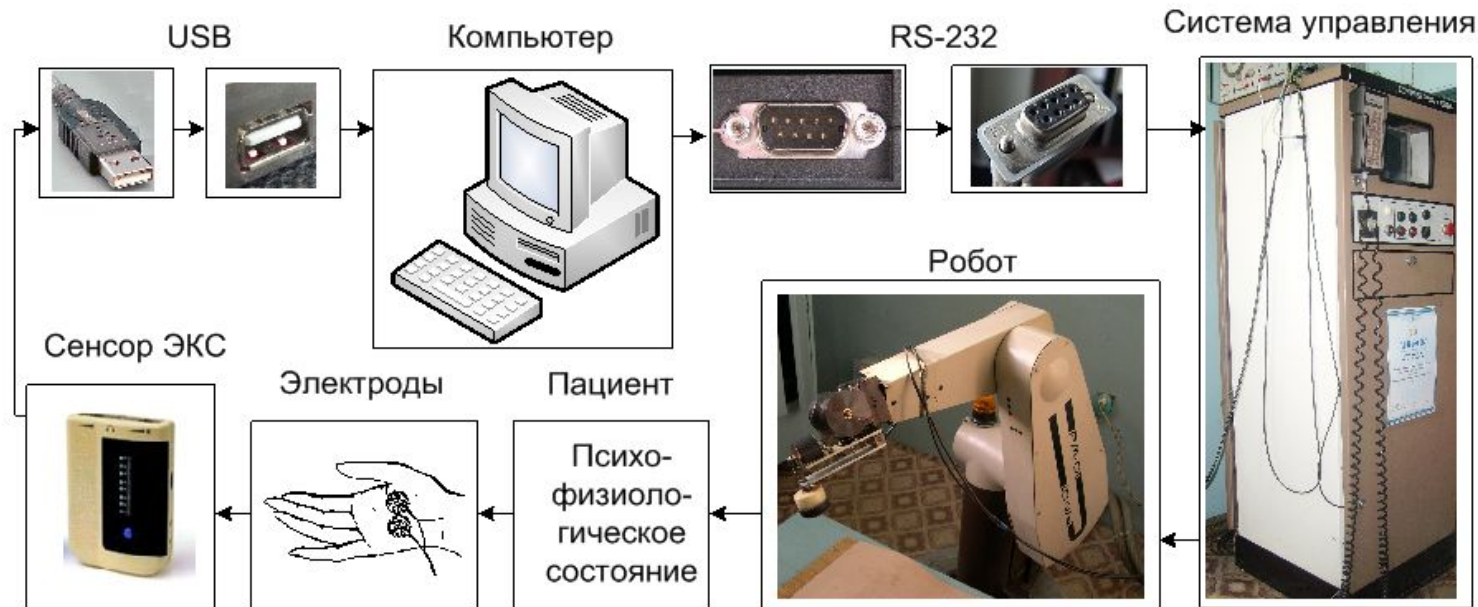 USB
Компьютер
RS-232
Система управления
Робот
Сенсор ЭКС
Электроды
Пациент
Психо-
физиоло-
гическое
состояние